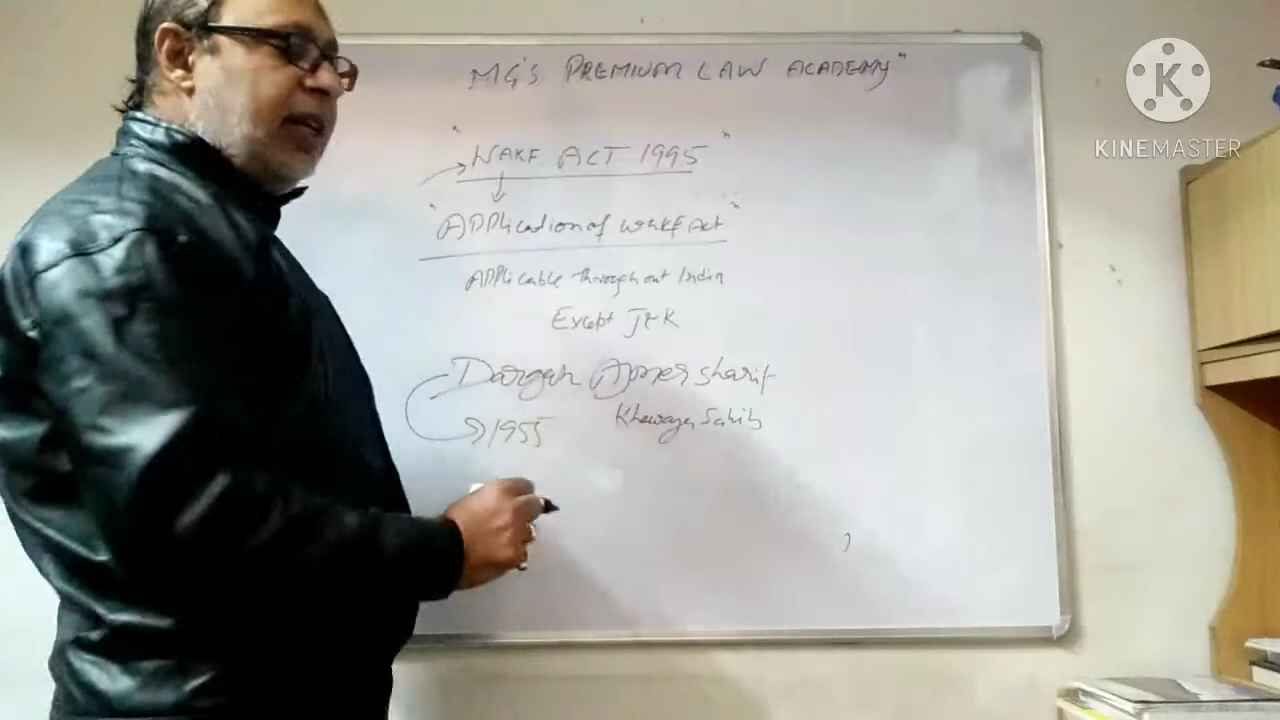 MG'S PREMIUM LAW ACADEMY"
K
KINEMASTER
"WAKF ACT 1995"
"Application of Wakf Act"
Applicable throughout India
Except J&K
Dargah Ajmer Sharif
Khawaja Sahib
1955